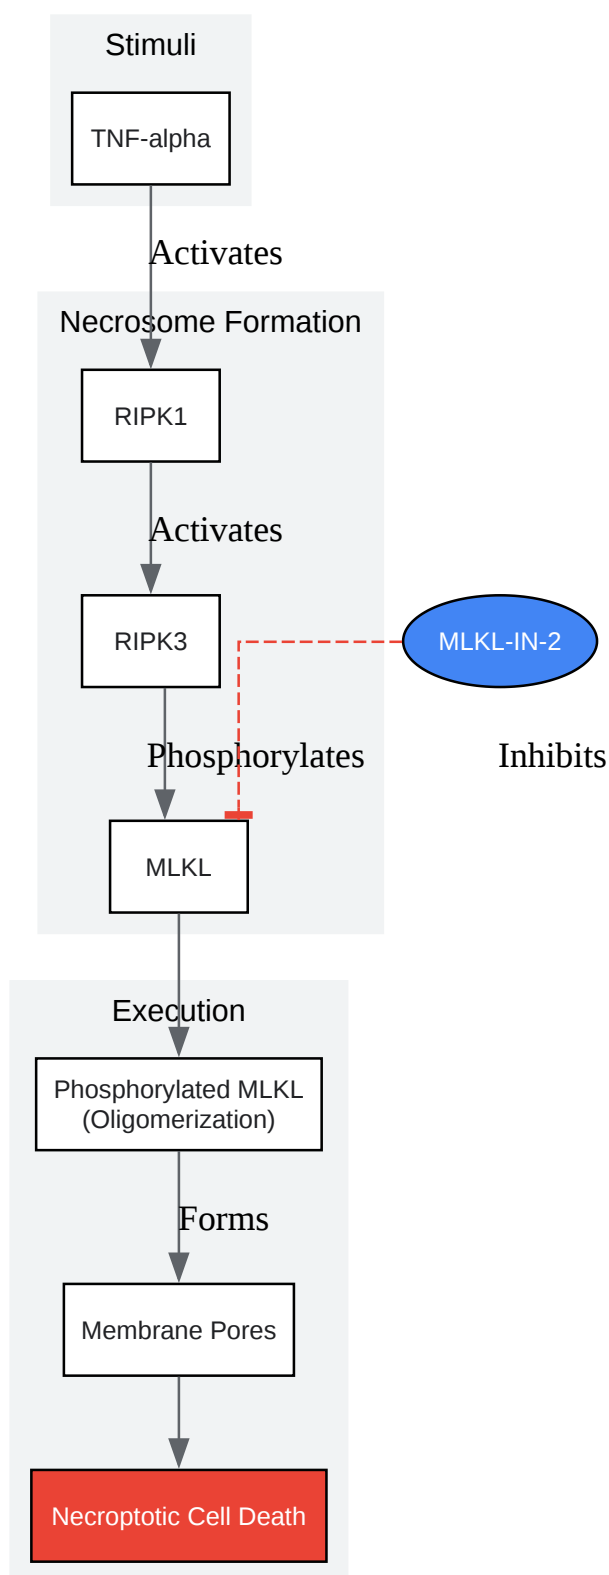 Stimuli
TNF-alpha
Activates
Necrosome Formation
RIPK1
Activates
RIPK3
MLKL-IN-2
Phosphorylates
Inhibits
MLKL
Execution
Phosphorylated MLKL
(Oligomerization)
Forms
Membrane Pores
Necroptotic Cell Death